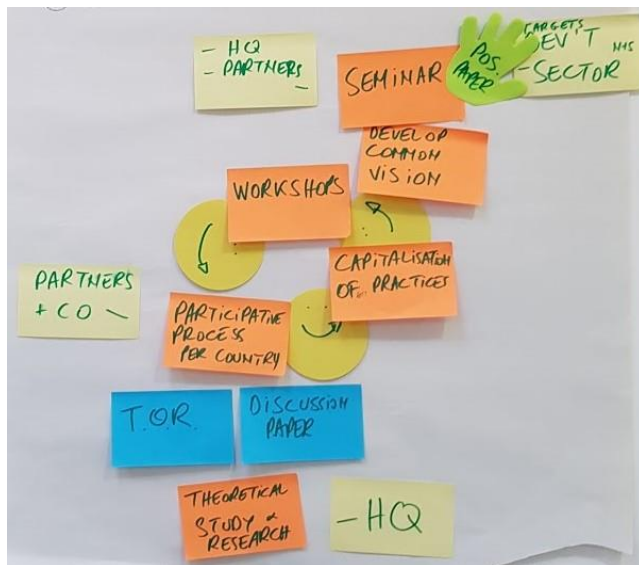 - HQ
- PARTNERS
-
SEMINAR
POS.
PAPER
TARGETS
DEV'T
- SECTOR
DEVELOP
COMMON
VISION
WORKSHOPS
CAPITALISATION
OF PRACTICES
PARTNERS
+ CO -
PARTICIPATIVE
PROCESS
PER COUNTRY
T.O.R.
DISCUSSION
PAPER
THEORETICAL
STUDY &
RESEARCH
- HQ